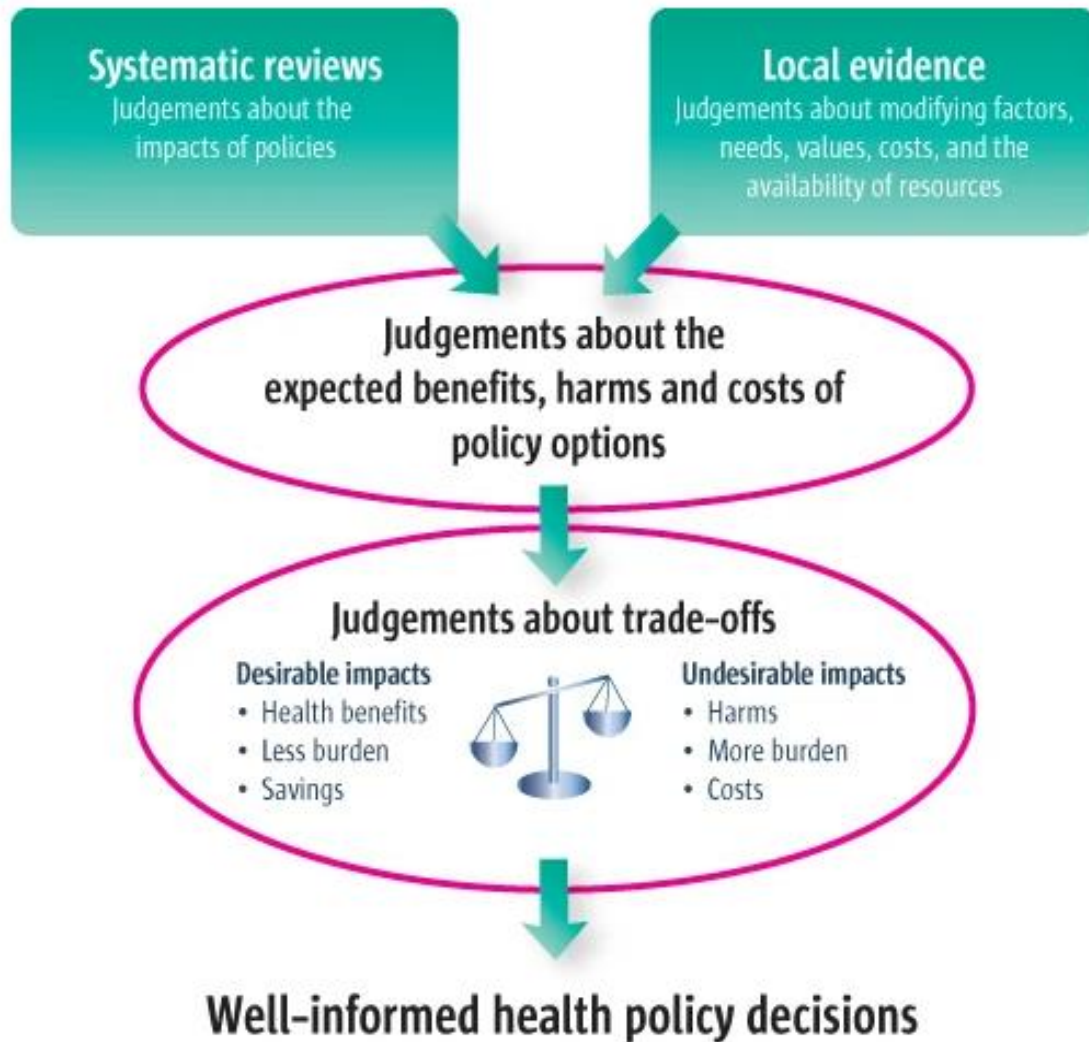 Systematic reviews
Judgements about the
impacts of policies
Local evidence
Judgements about modifying factors,
needs, values, costs, and the
availability of resources
Judgements about the
expected benefits, harms and costs of
policy options
Judgements about trade-offs
Desirable impacts
• Health benefits
• Less burden
• Savings
Undesirable impacts
• Harms
• More burden
• Costs
Well-informed health policy decisions